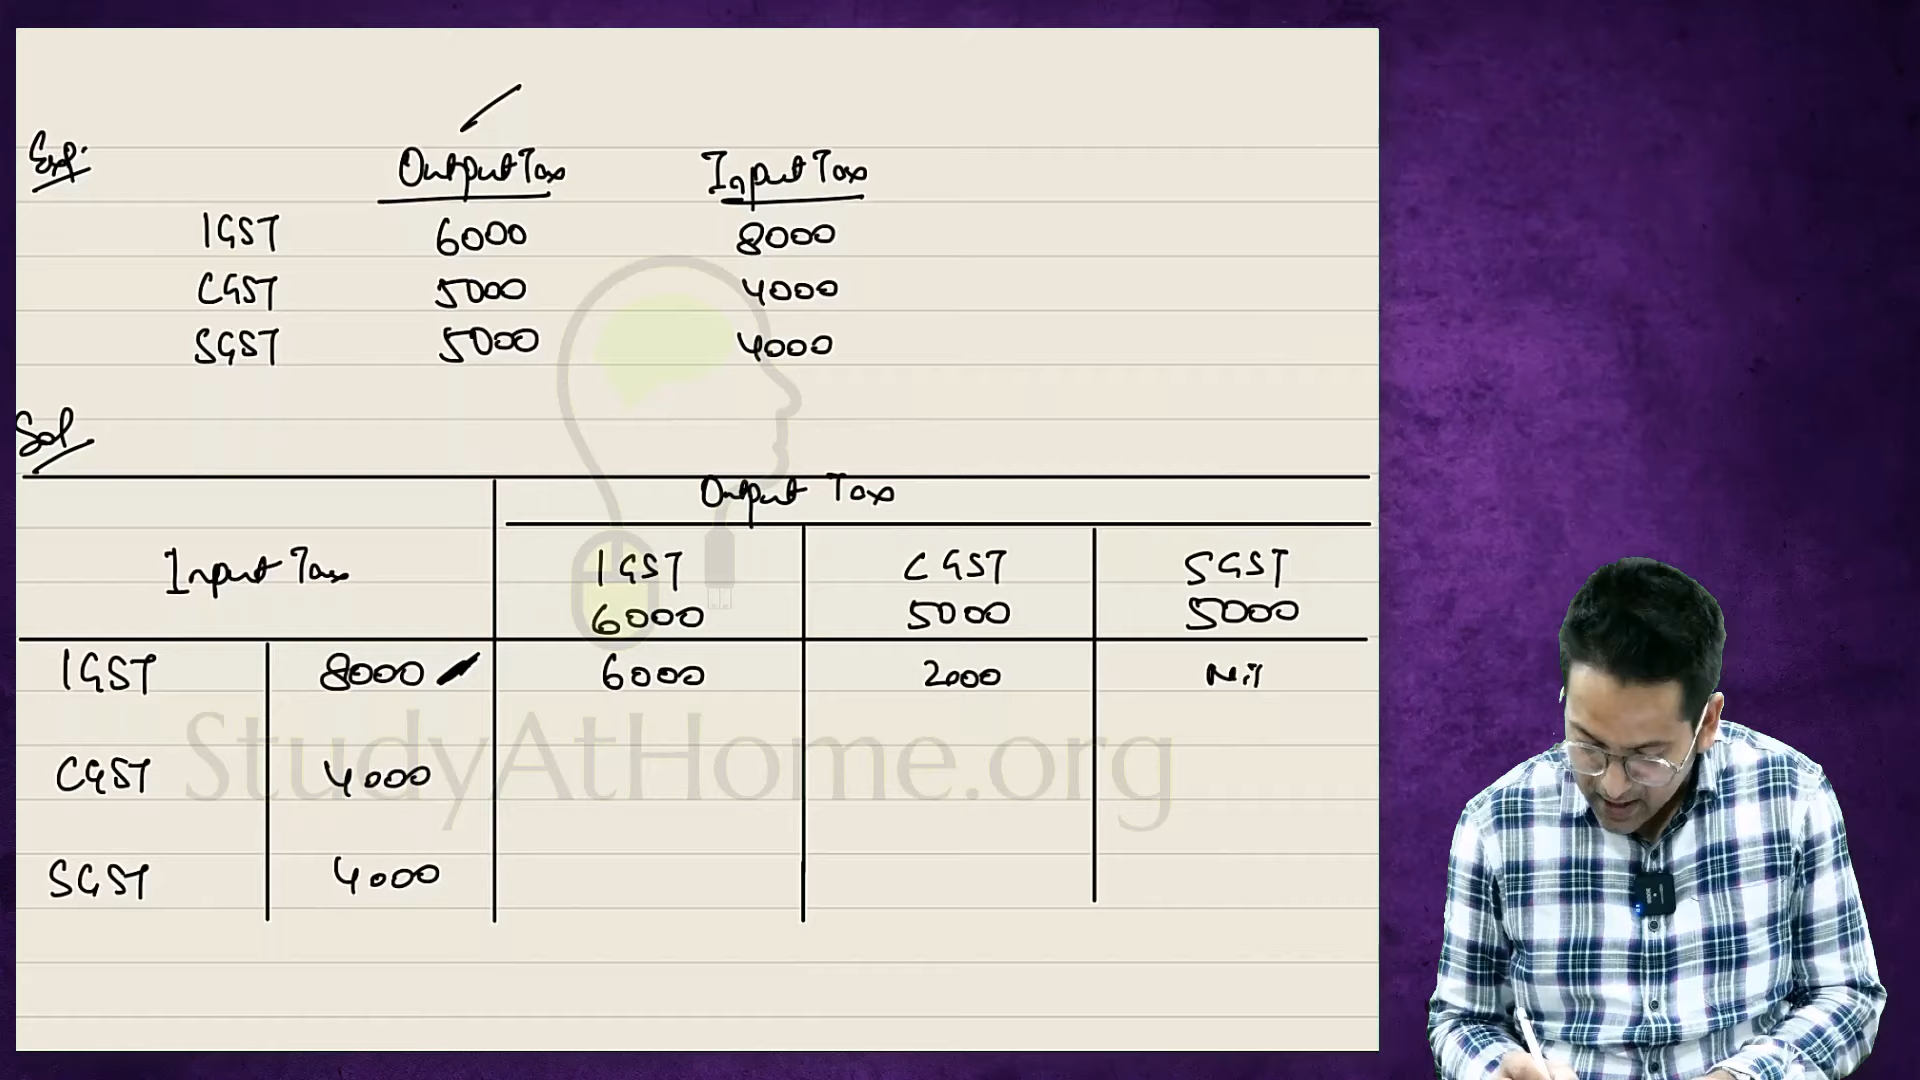 Exp:
Output Tax Input Tax
IGST 6000 8000
CGST 5000 4000
SGST 5000 4000
Sol
Output Tax
Input Tax IGST CGST SGST
6000 5000 5000
IGST 8000 6000 2000 Nil
StudyAtHome.org
CGST 4000
SGST 4000